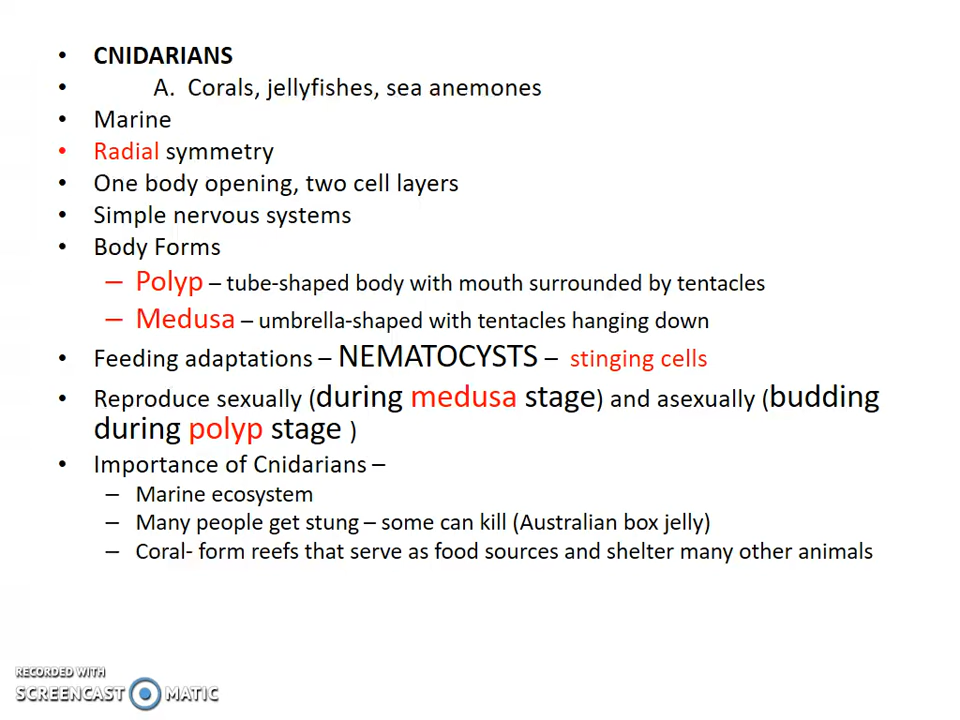 • CNIDARIANS
• A. Corals, jellyfishes, sea anemones
• Marine
• Radial symmetry
• One body opening, two cell layers
• Simple nervous systems
• Body Forms
– Polyp – tube-shaped body with mouth surrounded by tentacles
– Medusa – umbrella-shaped with tentacles hanging down
• Feeding adaptations – NEMATOCYSTS – stinging cells
• Reproduce sexually (during medusa stage) and asexually (budding
during polyp stage )
• Importance of Cnidarians –
– Marine ecosystem
– Many people get stung – some can kill (Australian box jelly)
– Coral- form reefs that serve as food sources and shelter many other animals
RECORDED WITH
SCREENCAST MATIC